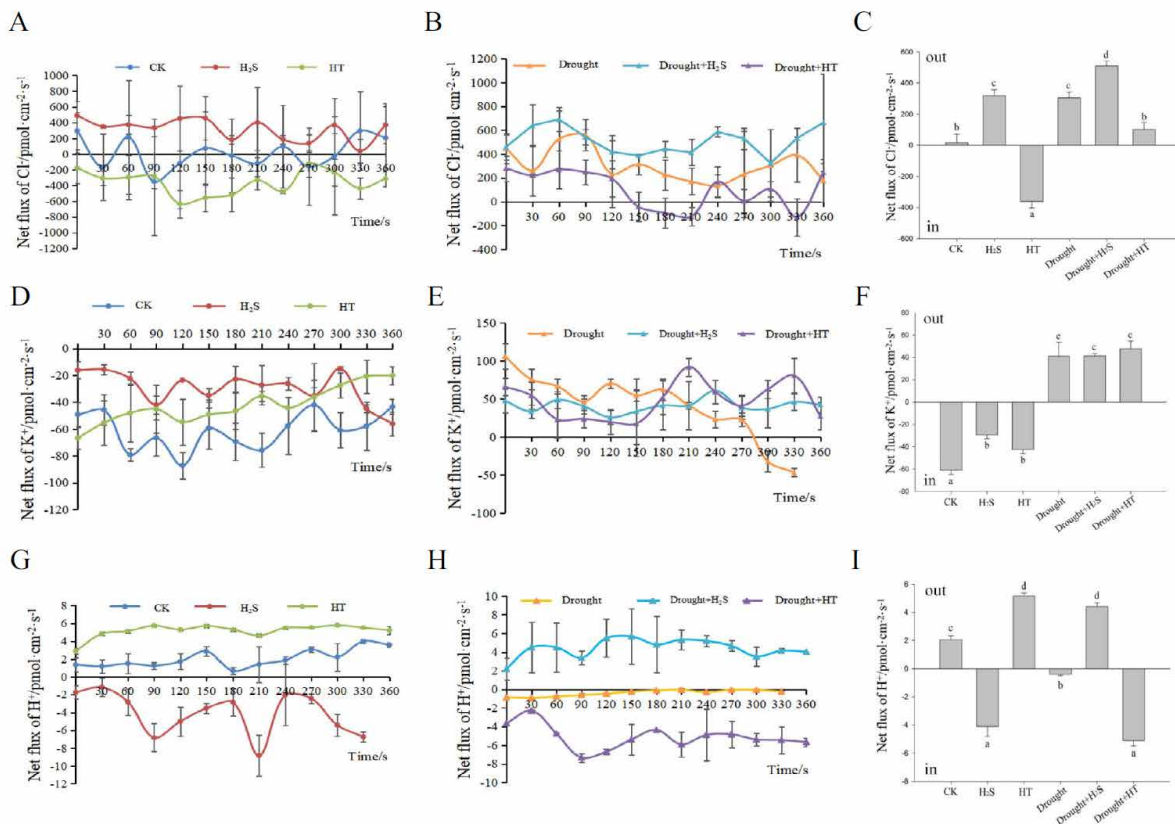 A
CK H₂S HT
Net flux of Cl⁻/pmol·cm⁻²·s⁻¹
1000
800
600
400
200
0
-200
-400
-600
-800
-1000
-1200
30 60 90 120 150 180 210 240 270 300 330 360
Time/s
B
Drought Drought+H₂S Drought+HT
Net flux of Cl⁻/pmol·cm⁻²·s⁻¹
1200
1000
800
600
400
200
0
-200
-400
30 60 90 120 150 180 210 240 270 300 330 360
Time/s
C
out
in
Net flux of Cl⁻/pmol·cm⁻²·s⁻¹
600
400
200
0
-200
-400
-600
b c a c d b
CK H₂S HT Drought Drought+H₂S Drought+HT
D
CK H₂S HT
Net flux of K⁺/pmol·cm⁻²·s⁻¹
30 60 90 120 150 180 210 240 270 300 330 360
0
-20
-40
-60
-80
-100
-120
Time/s
E
Drought Drought+H₂S Drought+HT
Net flux of K⁺/pmol·cm⁻²·s⁻¹
150
100
50
0
-50
-100
30 60 90 120 150 180 210 240 270 300 330 360
Time/s
F
out
in
Net flux of K⁺/pmol·cm⁻²·s⁻¹
80
60
40
20
0
-20
-40
-60
-80
a b b c c c
CK H₂S HT Drought Drought+H₂S Drought+HT
G
CK H₂S HT
Net flux of H⁺/pmol·cm⁻²·s⁻¹
8
6
4
2
0
-2
-4
-6
-8
-10
-12
30 60 90 120 150 180 210 240 270 300 330 360
Time/s
H
Drought Drought+H₂S Drought+HT
Net flux of H⁺/pmol·cm⁻²·s⁻¹
10
8
6
4
2
0
-2
-4
-6
-8
-10
30 60 90 120 150 180 210 240 270 300 330 360
Time/s
I
out
in
Net flux of H⁺/pmol·cm⁻²·s⁻¹
6
4
2
0
-2
-4
-6
-8
c a d b d a
CK H₂S HT Drought Drought+H₂S Drought+HT